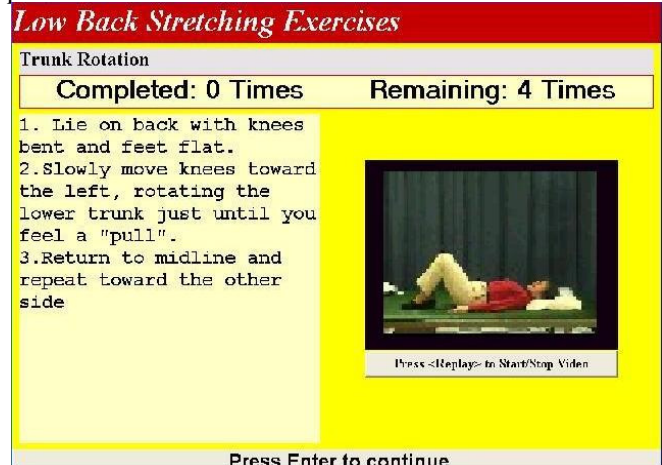 Low Back Stretching Exercises
Trunk Rotation
Completed: 0 Times Remaining: 4 Times
1. Lie on back with knees
bent and feet flat.
2.Slowly move knees toward
the left, rotating the
lower trunk just until you
feel a "pull".
3.Return to midline and
repeat toward the other
side
Press <Replay> to Start/Stop Video
Press Enter to continue